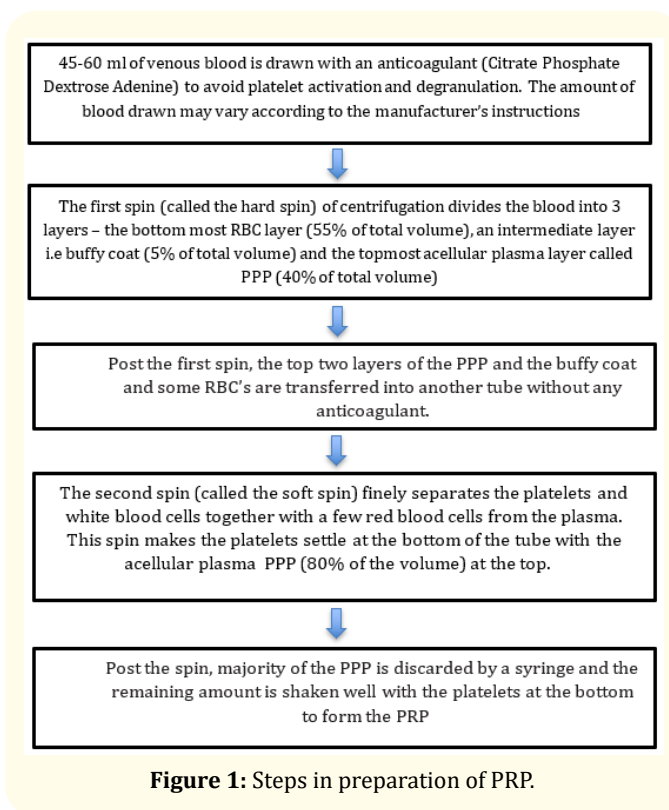 45-60 ml of venous blood is drawn with an anticoagulant (Citrate Phosphate
Dextrose Adenine) to avoid platelet activation and degranulation. The amount of
blood drawn may vary according to the manufacturer's instructions
The first spin (called the hard spin) of centrifugation divides the blood into 3
layers – the bottom most RBC layer (55% of total volume), an intermediate layer
i.e buffy coat (5% of total volume) and the topmost acellular plasma layer called
PPP (40% of total volume)
Post the first spin, the top two layers of the PPP and the buffy coat
and some RBC's are transferred into another tube without any
anticoagulant.
The second spin (called the soft spin) finely separates the platelets and
white blood cells together with a few red blood cells from the plasma.
This spin makes the platelets settle at the bottom of the tube with the
acellular plasma PPP (80% of the volume) at the top.
Post the spin, majority of the PPP is discarded by a syringe and the
remaining amount is shaken well with the platelets at the bottom
to form the PRP
Figure 1: Steps in preparation of PRP.